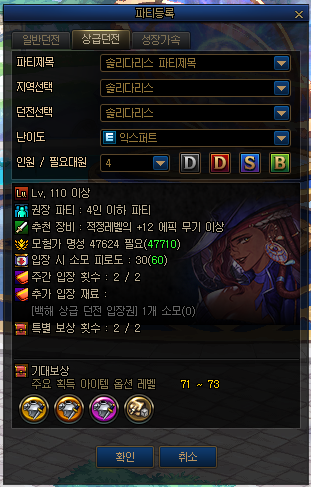 파티등록
일반던전 상급던전 성장가속
파티제목 솔리다리스 파티제목
지역선택 솔리다리스
던전선택 솔리다리스
난이도 E 익스퍼트
인원 / 필요대원 4 D D S B
Lv. 110 이상
권장 파티 : 4인 이하 파티
추천 장비 : 적정레벨의 +12 에픽 무기 이상
모험가 명성 47624 필요(47710)
입장 시 소모 피로도 : 30(60)
주간 입장 횟수 : 2 / 2
추가 입장 재료 :
[백해 상급 던전 입장권] 1개 소모(0)
특별 보상 횟수 : 2 / 2
기대보상
주요 획득 아이템 옵션 레벨 71 ~ 73
확인 취소